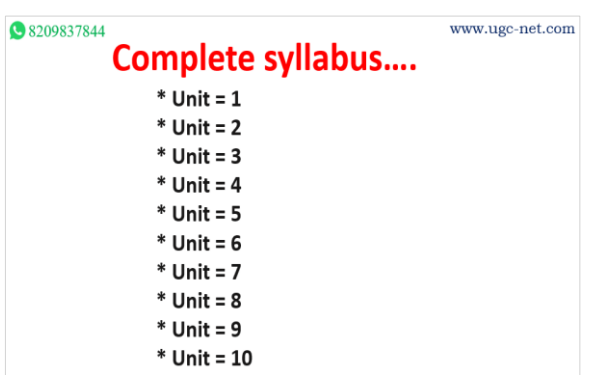 8209837844
www.ugc-net.com
Complete syllabus....
* Unit = 1
* Unit = 2
* Unit = 3
* Unit = 4
* Unit = 5
* Unit = 6
* Unit = 7
* Unit = 8
* Unit = 9
* Unit = 10